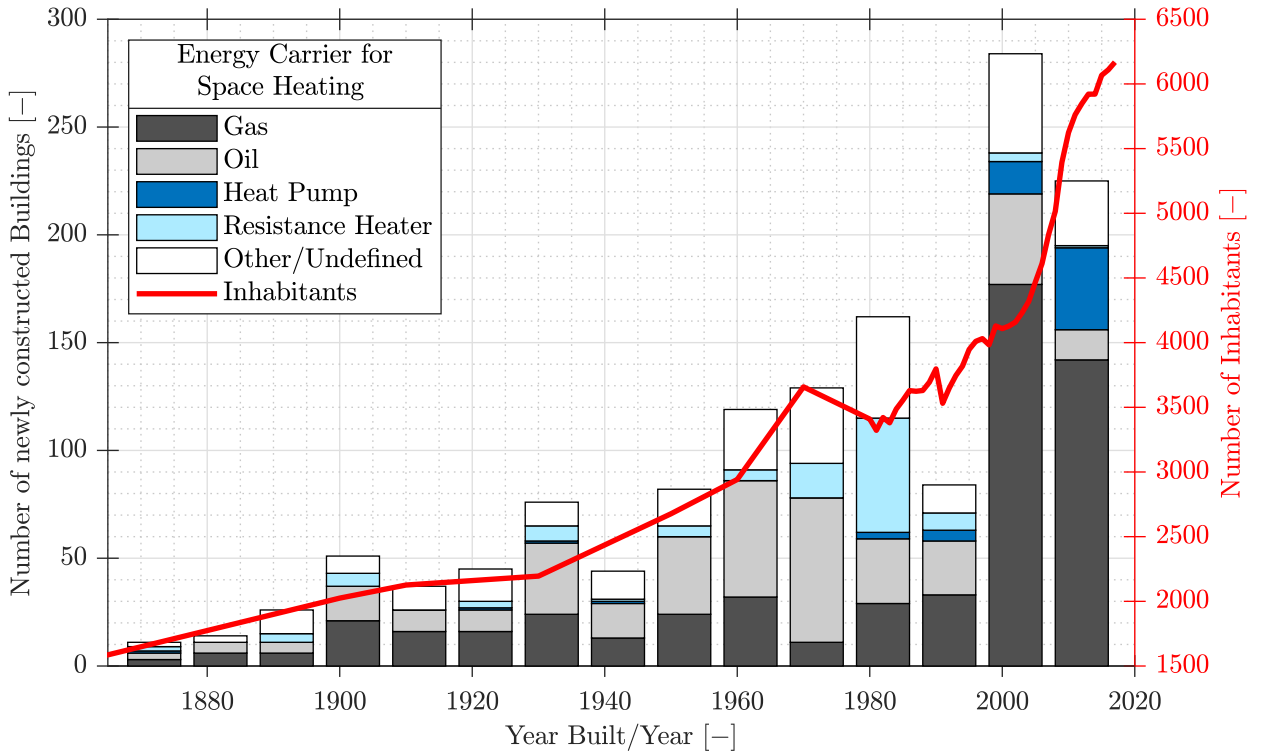 Energy Carrier for
Space Heating
Gas
Oil
Heat Pump
Resistance Heater
Other/Undefined
Inhabitants
Number of newly constructed Buildings [−]
300
250
200
150
100
50
0
1880
1900
1920
1940
1960
1980
2000
2020
Year Built/Year [−]
6500
6000
5500
5000
4500
4000
3500
3000
2500
2000
1500
Number of Inhabitants [−]